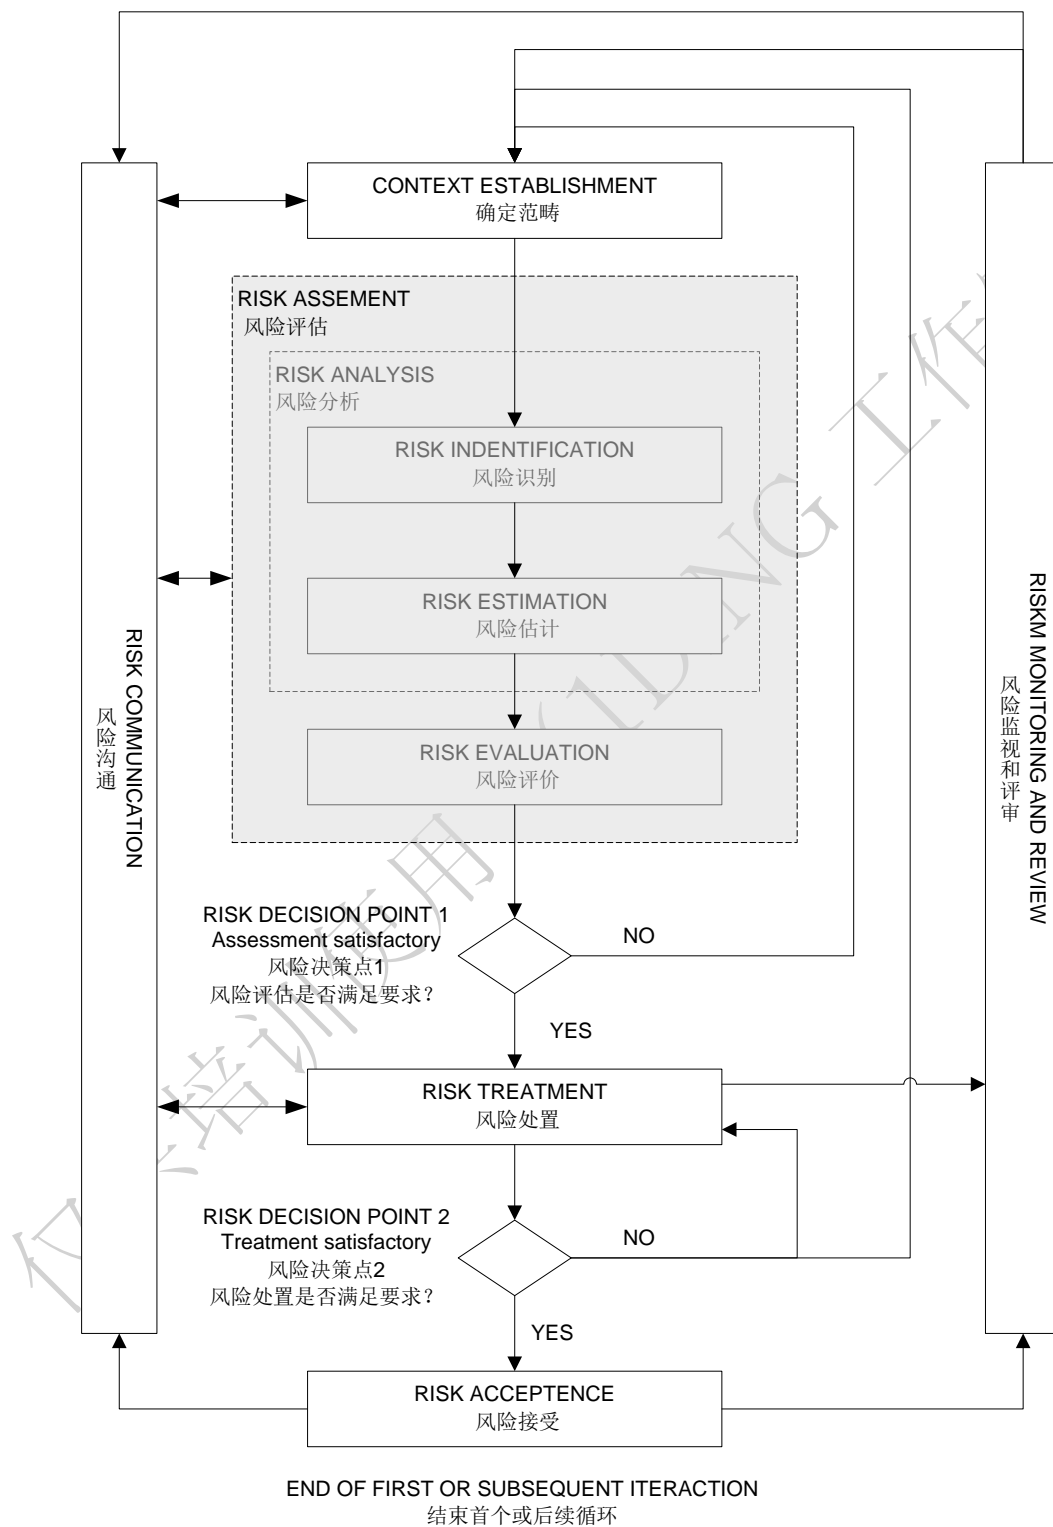 CONTEXT ESTABLISHMENT
确定范畴
RISK ASSEMENT
风险评估
RISK ANALYSIS
风险分析
RISK INDENTIFICATION
风险识别
RISK ESTIMATION
风险估计
RISK EVALUATION
风险评价
RISK COMMUNICATION
风险沟通
RISKM MONITORING AND REVIEW
风险监视和评审
RISK DECISION POINT 1
Assessment satisfactory
风险决策点1
风险评估是否满足要求？
NO
YES
RISK TREATMENT
风险处置
RISK DECISION POINT 2
Treatment satisfactory
风险决策点2
风险处置是否满足要求？
NO
YES
RISK ACCEPTENCE
风险接受
END OF FIRST OR SUBSEQUENT ITERACTION
结束首个或后续循环
培训使用
工作